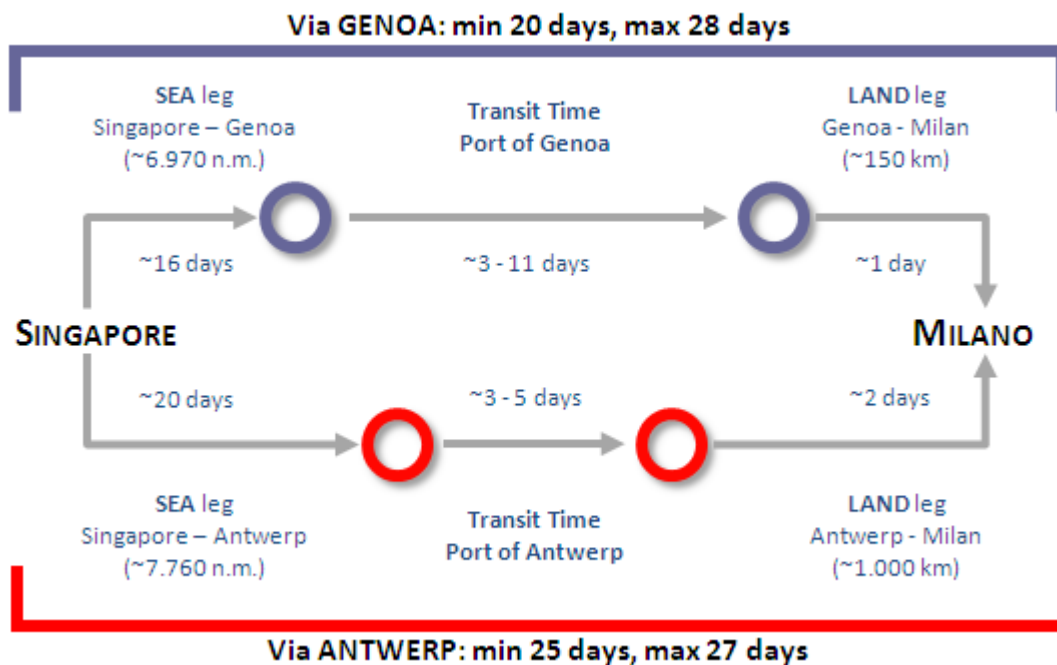 Via GENOA: min 20 days, max 28 days
SEA leg
Singapore – Genoa
(~6.970 n.m.)
Transit Time
Port of Genoa
LAND leg
Genoa - Milan
(~150 km)
~16 days
~3 - 11 days
~1 day
SINGAPORE
MILANO
~20 days
~3 - 5 days
~2 days
SEA leg
Singapore – Antwerp
(~7.760 n.m.)
Transit Time
Port of Antwerp
LAND leg
Antwerp - Milan
(~1.000 km)
Via ANTWERP: min 25 days, max 27 days